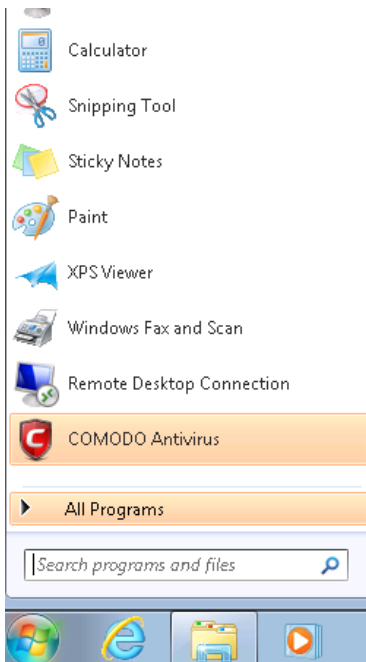 Calculator
Snipping Tool
Sticky Notes
Paint
XPS Viewer
Windows Fax and Scan
Remote Desktop Connection
COMODO Antivirus
All Programs
Search programs and files